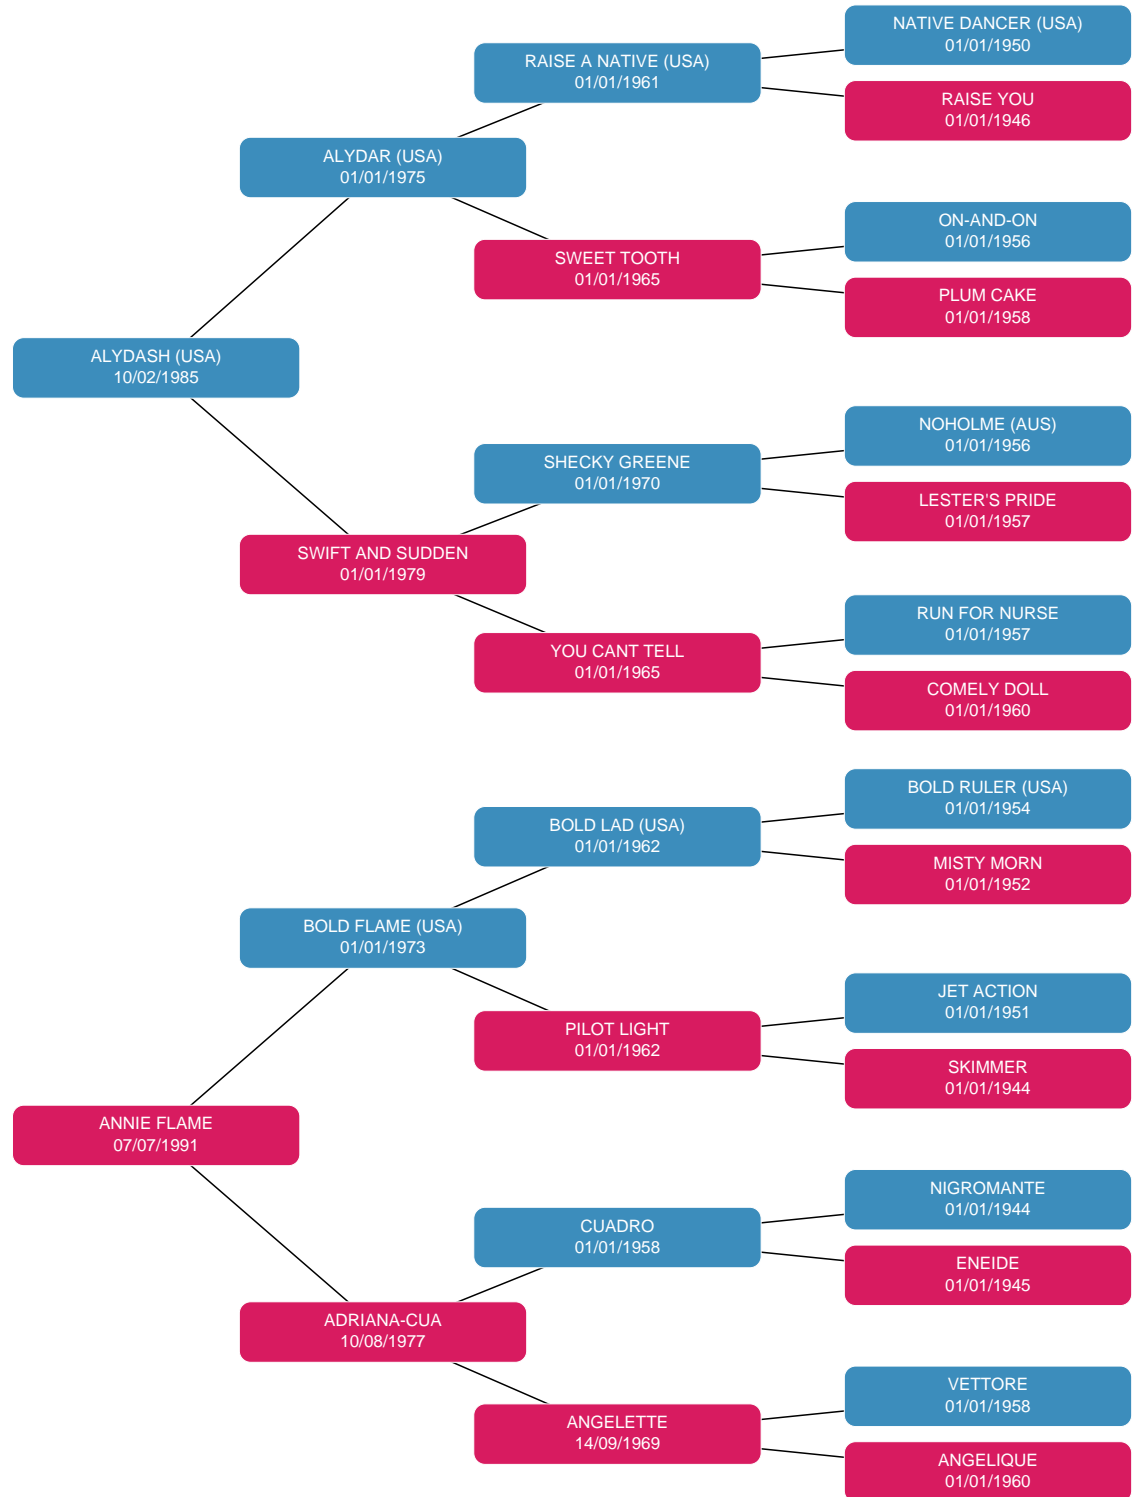 NATIVE DANCER (USA)
01/01/1950
RAISE A NATIVE (USA)
01/01/1961
RAISE YOU
01/01/1946
ALYDAR (USA)
01/01/1975
ON-AND-ON
01/01/1956
SWEET TOOTH
01/01/1965
PLUM CAKE
01/01/1958
ALYDASH (USA)
10/02/1985
NOHOLME (AUS)
01/01/1956
SHECKY GREENE
01/01/1970
LESTER'S PRIDE
01/01/1957
SWIFT AND SUDDEN
01/01/1979
RUN FOR NURSE
01/01/1957
YOU CANT TELL
01/01/1965
COMELY DOLL
01/01/1960
BOLD RULER (USA)
01/01/1954
BOLD LAD (USA)
01/01/1962
MISTY MORN
01/01/1952
BOLD FLAME (USA)
01/01/1973
JET ACTION
01/01/1951
PILOT LIGHT
01/01/1962
SKIMMER
01/01/1944
ANNIE FLAME
07/07/1991
NIGROMANTE
01/01/1944
CUADRO
01/01/1958
ENEIDE
01/01/1945
ADRIANA-CUA
10/08/1977
VETTORE
01/01/1958
ANGELETTE
14/09/1969
ANGELIQUE
01/01/1960